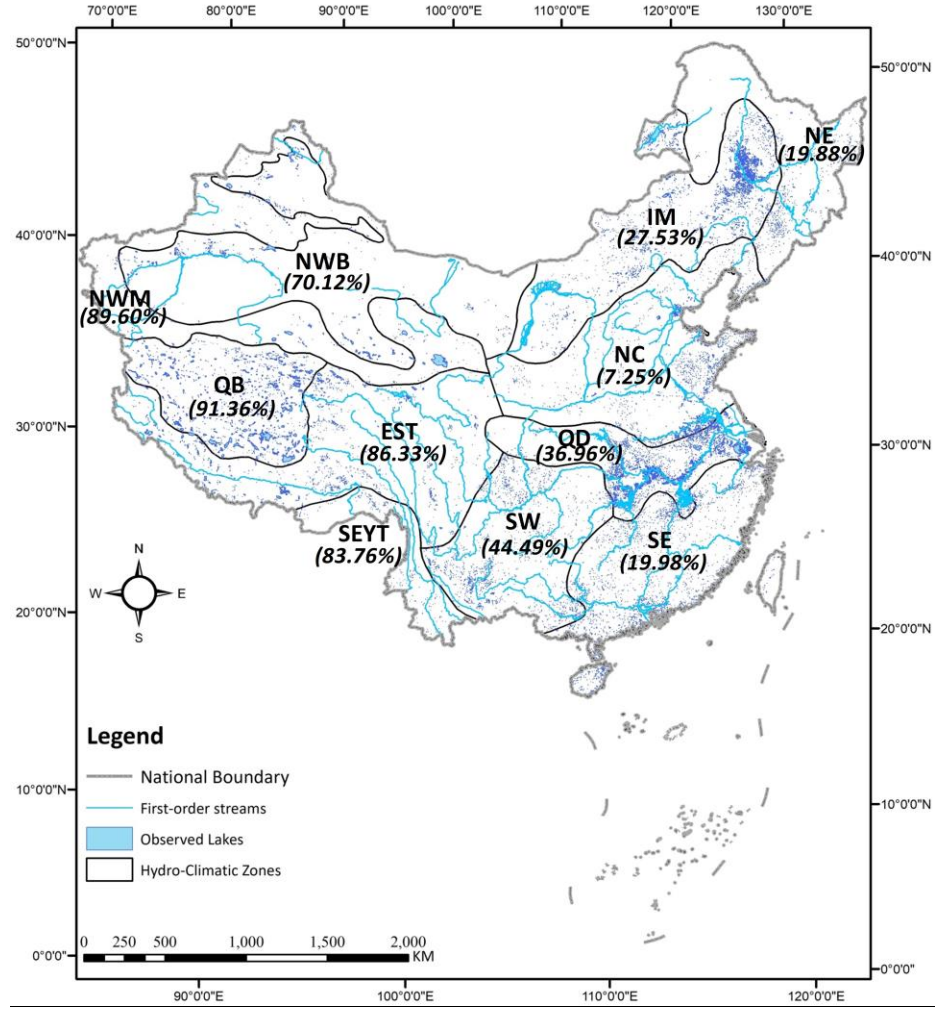 70°0'0"E 80°0'0"E 90°0'0"E 100°0'0"E 110°0'0"E 120°0'0"E 130°0'0"E
50°0'0"N
50°0'0"N
NE
(19.88%)
IM
(27.53%)
40°0'0"N
40°0'0"N
NWB
(70.12%)
NWM
(89.60%)
NC
(7.25%)
QB
(91.36%)
30°0'0"N
30°0'0"N
EST
(86.33%)
QD
(36.96%)
SW
(44.49%)
SEYT
(83.76%)
SE
(19.98%)
N
W E
S
20°0'0"N
20°0'0"N
Legend
National Boundary
First-order streams
Observed Lakes
Hydro-Climatic Zones
10°0'0"N
10°0'0"N
0 250 500 1,000 1,500 2,000
KM
0°0'0"
0°0'0"
90°0'0"E 100°0'0"E 110°0'0"E 120°0'0"E